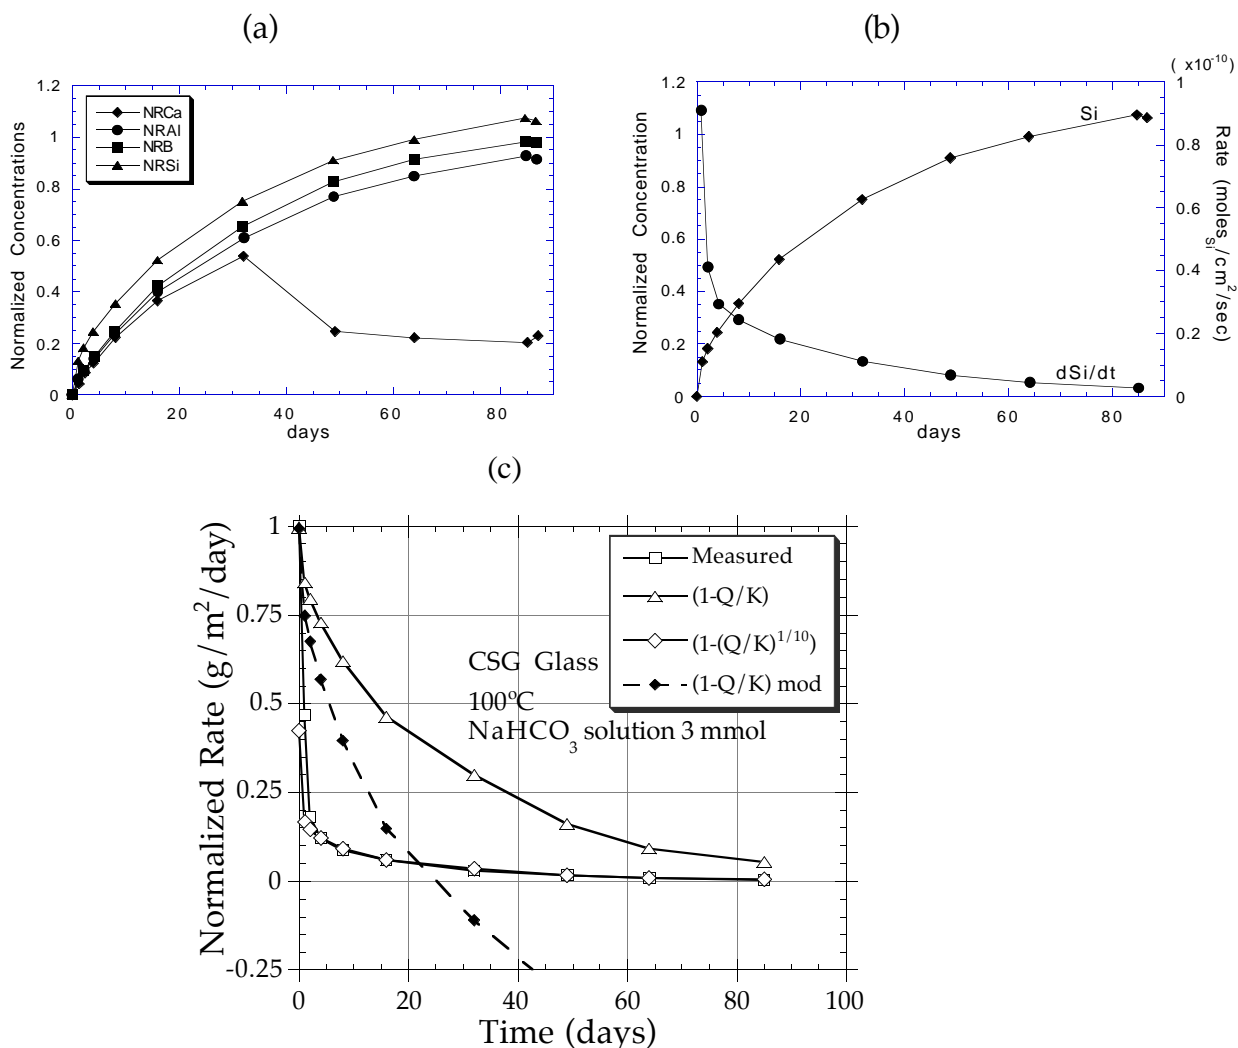 (a)
1.2
1
0.8
0.6
0.4
0.2
0
Normalized Concentrations
NRCa
NRAl
NRB
NRSi
0
20
40
60
80
days
(b)
( x10-10)
1.2
1
0.8
0.6
0.4
0.2
0
Normalized Concentration
Si
dSi/dt
1
0.8
0.6
0.4
0.2
0
Rate (moles Si/cm2/sec)
0
20
40
60
80
days
(c)
1
0.75
0.5
0.25
0
-0.25
Normalized Rate (g/m2/day)
Measured
(1-Q/K)
(1-(Q/K)1/10)
(1-Q/K) mod
CSG Glass
100ºC
NaHCO3 solution 3 mmol
0
20
40
60
80
100
Time (days)